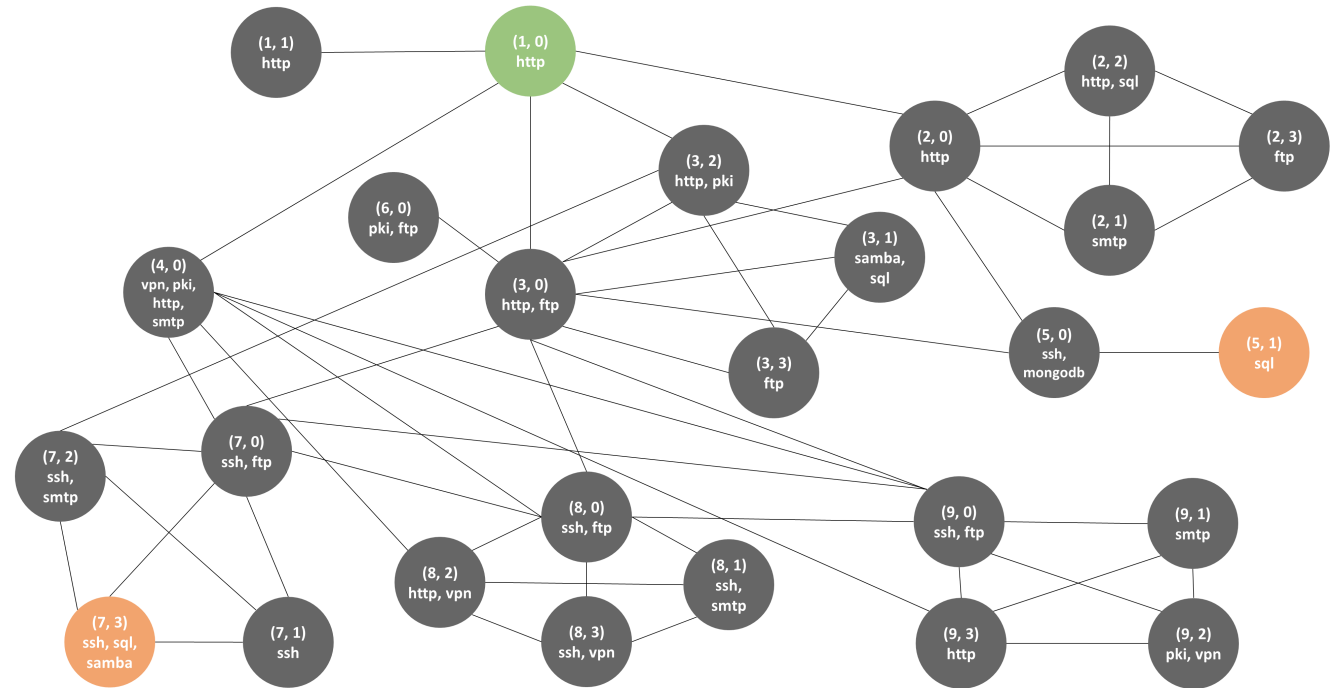 (1, 1)
http
(1, 0)
http
(2, 2)
http, sql
(2, 0)
http
(2, 3)
ftp
(3, 2)
http, pki
(6, 0)
pki, ftp
(2, 1)
smtp
(3, 1)
samba,
sql
(4, 0)
vpn, pki,
http,
smtp
(3, 0)
http, ftp
(5, 0)
ssh,
mongodb
(5, 1)
sql
(3, 3)
ftp
(7, 0)
ssh, ftp
(7, 2)
ssh,
smtp
(8, 0)
ssh, ftp
(9, 0)
ssh, ftp
(9, 1)
smtp
(8, 2)
http, vpn
(8, 1)
ssh,
smtp
(7, 3)
ssh, sql,
samba
(7, 1)
ssh
(8, 3)
ssh, vpn
(9, 3)
http
(9, 2)
pki, vpn